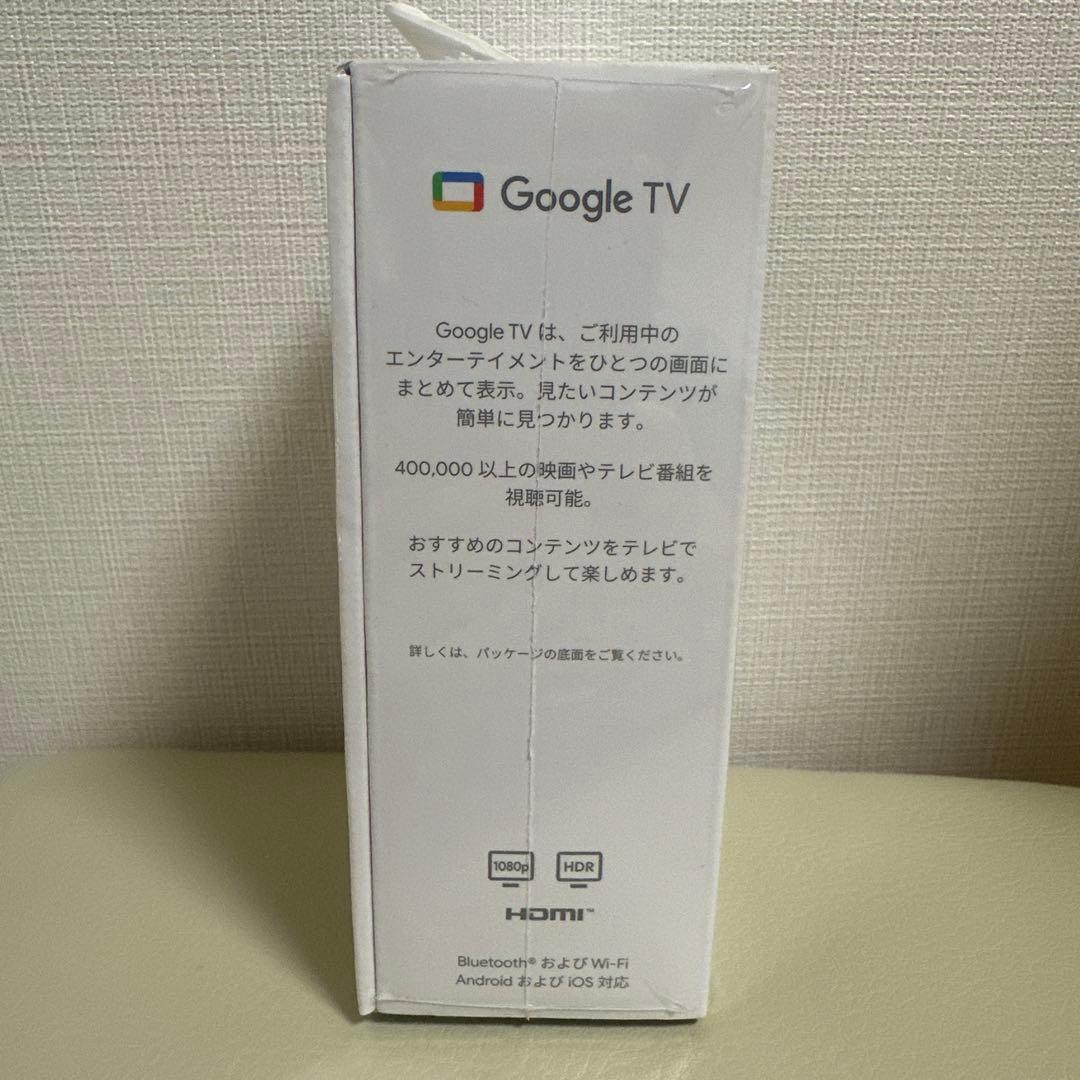 Google TV
Google TV は、ご利用中の
エンターテイメントをひとつの画面に
まとめて表示。見たいコンテンツが
簡単に見つかります。
400,000 以上の映画やテレビ番組を
視聴可能。
おすすめのコンテンツをテレビで
ストリーミングして楽しめます。
詳しくは、パッケージの底面をご覧ください。
1080p HDR
HDMI™
Bluetooth® および Wi-Fi
Android および iOS 対応